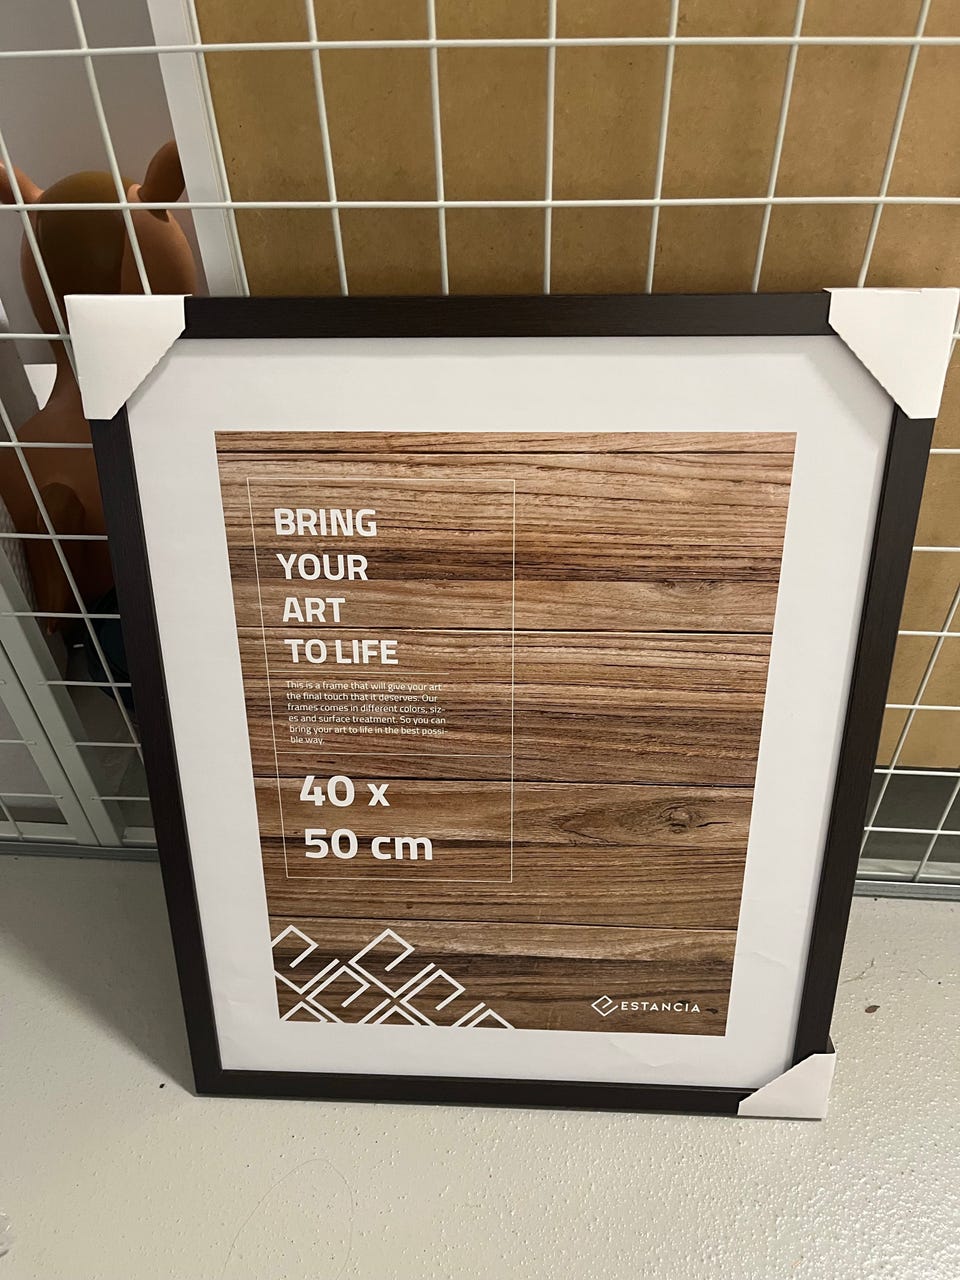 BRING
YOUR
ART
TO LIFE
This is a frame that will give your art
the final touch that it deserves. Our
frames comes in different colors, siz-
es and surface treatment. So you can
bring your art to life in the best possi-
ble way.
40 x
50 cm
ESTANCIA